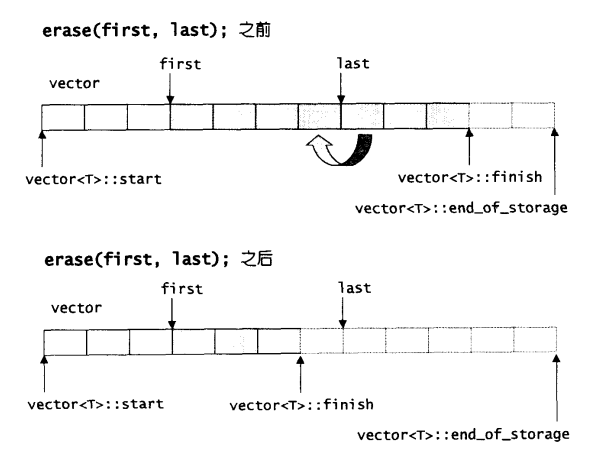 erase(first, last); 之前
first last
vector
vector<T>::start vector<T>::finish
vector<T>::end_of_storage
erase(first, last); 之后
first last
vector
vector<T>::start vector<T>::finish
vector<T>::end_of_storage